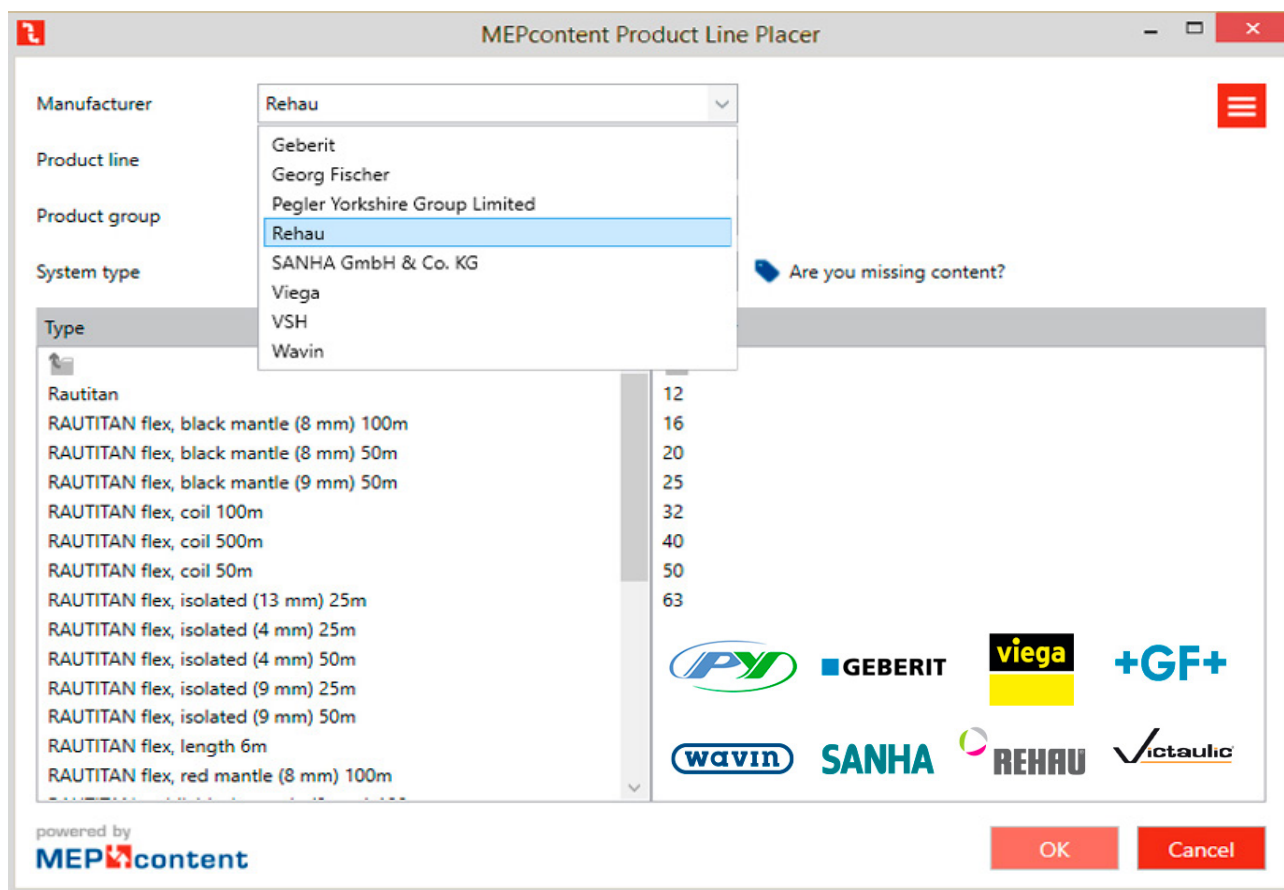 MEPcontent Product Line Placer
Manufacturer
Rehau
Geberit
Georg Fischer
Pegler Yorkshire Group Limited
Rehau
SANHA GmbH & Co. KG
Viega
VSH
Wavin
Product line
Product group
System type
Are you missing content?
Type
Rautitan
RAUTITAN flex, black mantle (8 mm) 100m
RAUTITAN flex, black mantle (8 mm) 50m
RAUTITAN flex, black mantle (9 mm) 50m
RAUTITAN flex, coil 100m
RAUTITAN flex, coil 500m
RAUTITAN flex, coil 50m
RAUTITAN flex, isolated (13 mm) 25m
RAUTITAN flex, isolated (4 mm) 25m
RAUTITAN flex, isolated (4 mm) 50m
RAUTITAN flex, isolated (9 mm) 25m
RAUTITAN flex, isolated (9 mm) 50m
RAUTITAN flex, length 6m
RAUTITAN flex, red mantle (8 mm) 100m
12
16
20
25
32
40
50
63
PY GEBERIT viega +GF+
wavin SANHA REHAU Victaulic
powered by
MEPcontent
OK
Cancel